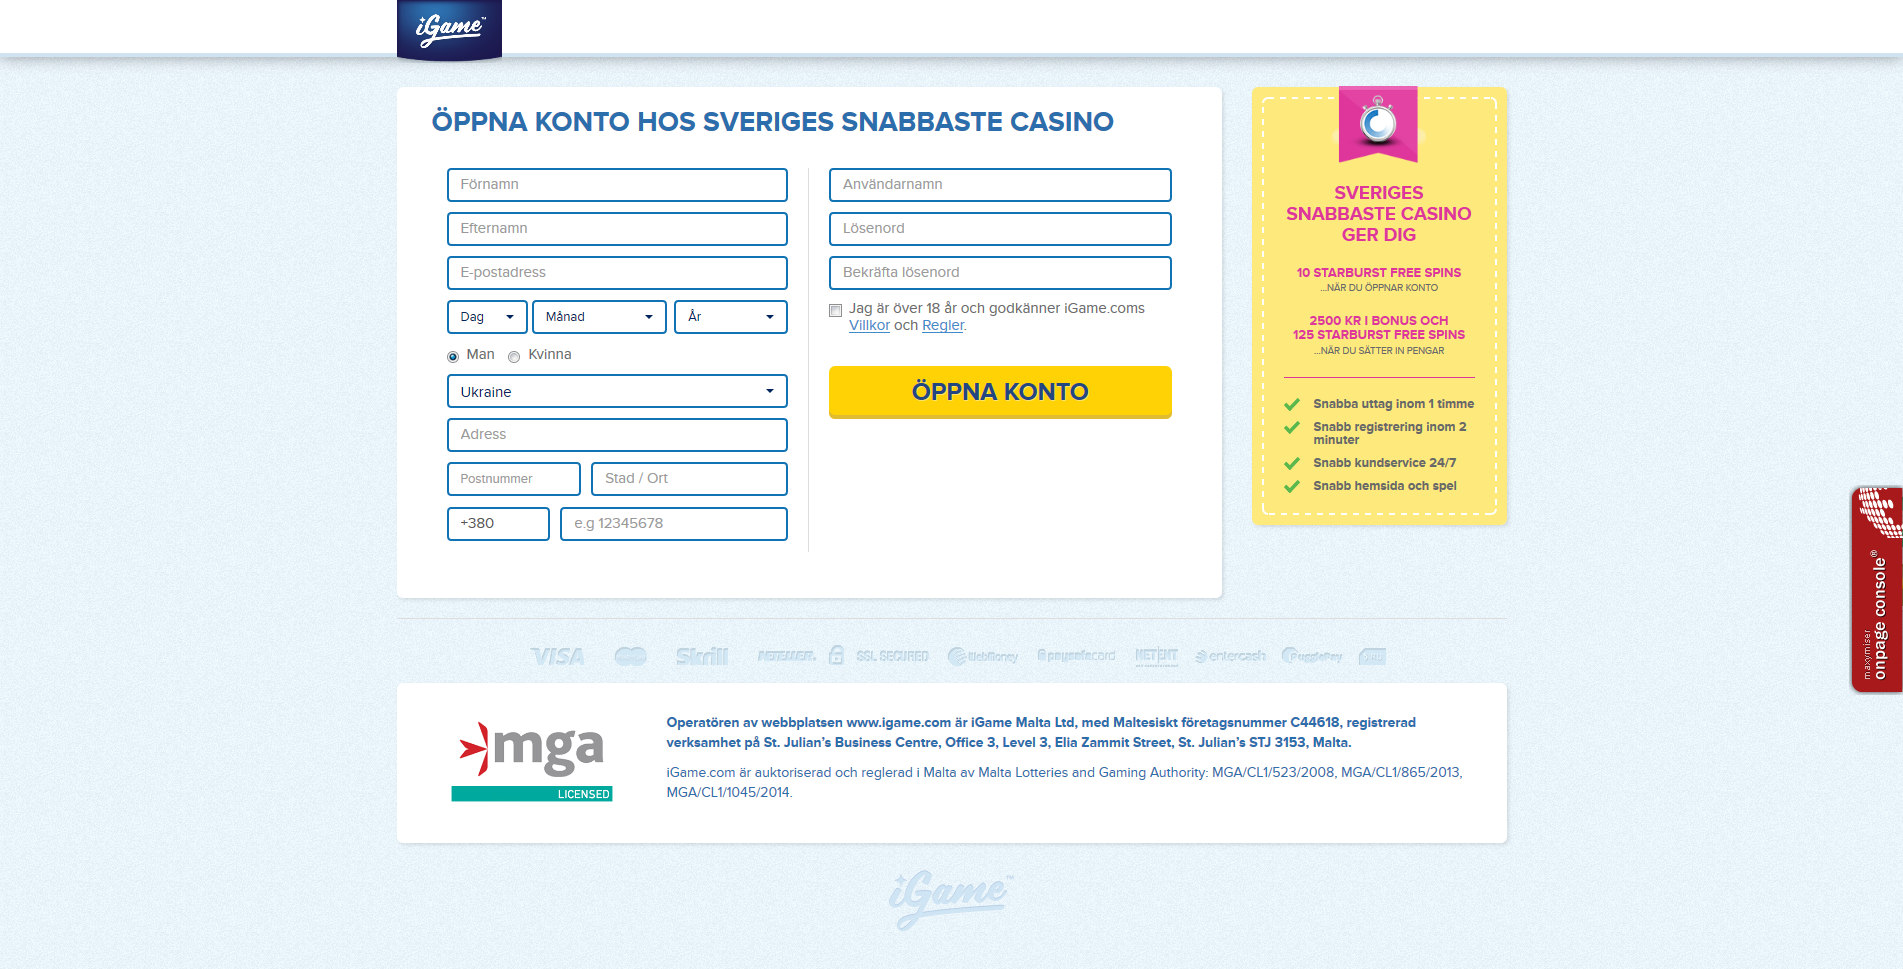 iGame™
ÖPPNA KONTO HOS SVERIGES SNABBASTE CASINO
Förnamn
Efternamn
E-postadress
Dag Månad År
Man Kvinna
Ukraine
Adress
Postnummer Stad / Ort
+380 e.g 12345678
Användarnamn
Lösenord
Bekräfta lösenord
Jag är över 18 år och godkänner iGame.coms
Villkor och Regler.
ÖPPNA KONTO
SVERIGES
SNABBASTE CASINO
GER DIG
10 STARBURST FREE SPINS
...NÄR DU ÖPPNAR KONTO
2500 KR I BONUS OCH
125 STARBURST FREE SPINS
...NÄR DU SÄTTER IN PENGAR
Snabba uttag inom 1 timme
Snabb registrering inom 2
minuter
Snabb kundservice 24/7
Snabb hemsida och spel
maxymiser
onpage console®
VISA Skrill NETELLER. SSL SECURED WebMoney paysafecard NET ENT entercash EuggliePay
mga
LICENSED
Operatören av webbplatsen www.igame.com är iGame Malta Ltd, med Maltesiskt företagsnummer C44618, registrerad
verksamhet på St. Julian's Business Centre, Office 3, Level 3, Elia Zammit Street, St. Julian's STJ 3153, Malta.
iGame.com är auktoriserad och reglerad i Malta av Malta Lotteries and Gaming Authority: MGA/CL1/523/2008, MGA/CL1/865/2013,
MGA/CL1/1045/2014.
iGame™